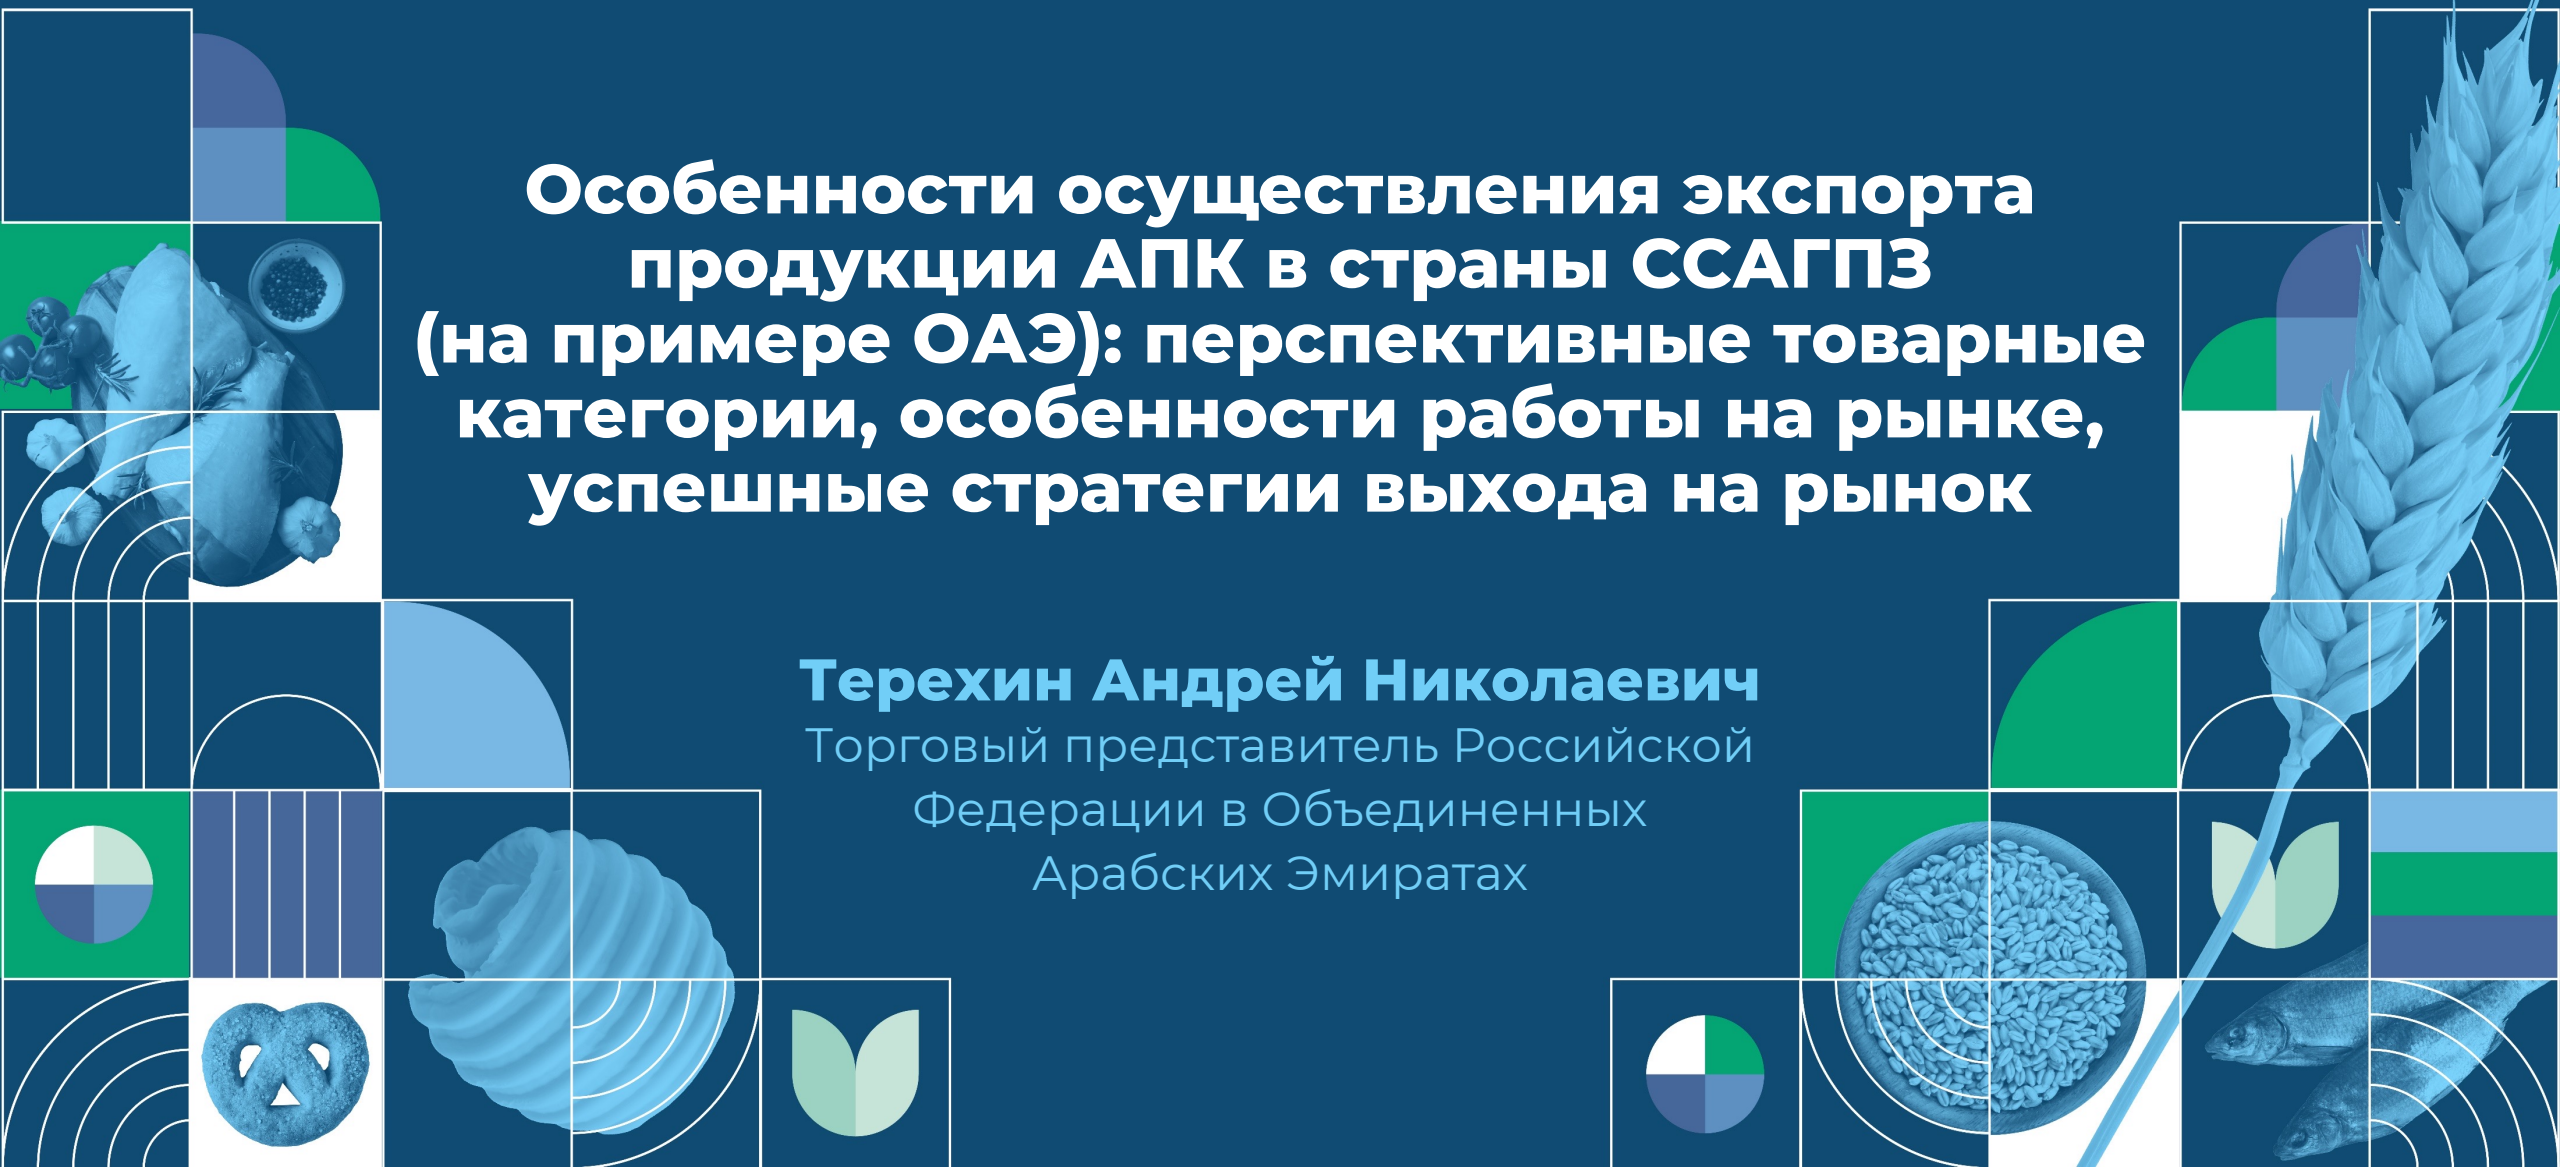 Особенности осуществления экспорта
продукции АПК в страны ССАГПЗ
(на примере ОАЭ): перспективные товарные
категории, особенности работы на рынке,
успешные стратегии выхода на рынок
Терехин Андрей Николаевич
Торговый представитель Российской
Федерации в Объединенных
Арабских Эмиратах